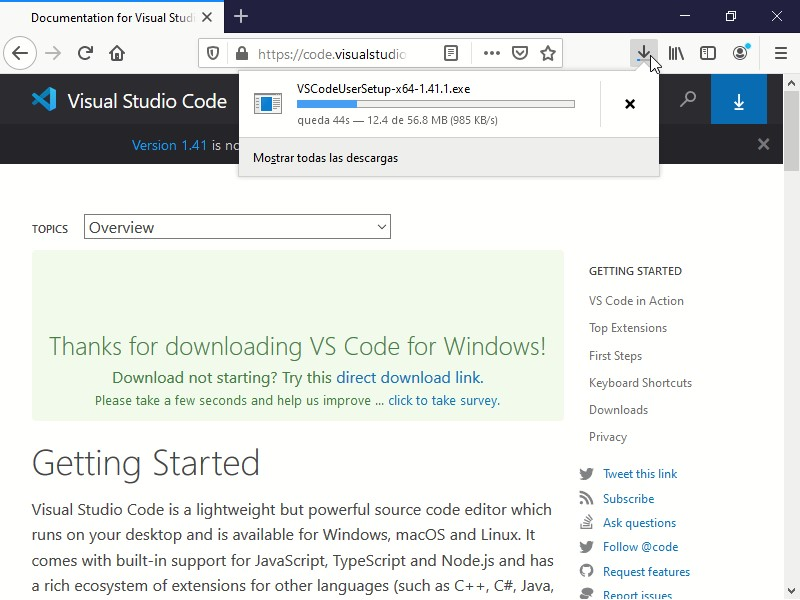 Documentation for Visual Studi
https://code.visualstudio
VSCodeUserSetup-x64-1.41.1.exe
queda 44s — 12.4 de 56.8 MB (985 KB/s)
Mostrar todas las descargas
Visual Studio Code
Version 1.41 is no
TOPICS
Overview
Thanks for downloading VS Code for Windows!
Download not starting? Try this direct download link.
Please take a few seconds and help us improve ... click to take survey.
Getting Started
Visual Studio Code is a lightweight but powerful source code editor which
runs on your desktop and is available for Windows, macOS and Linux. It
comes with built-in support for JavaScript, TypeScript and Node.js and has
a rich ecosystem of extensions for other languages (such as C++, C#, Java,
GETTING STARTED
VS Code in Action
Top Extensions
First Steps
Keyboard Shortcuts
Downloads
Privacy
Tweet this link
Subscribe
Ask questions
Follow @code
Request features
Report issues